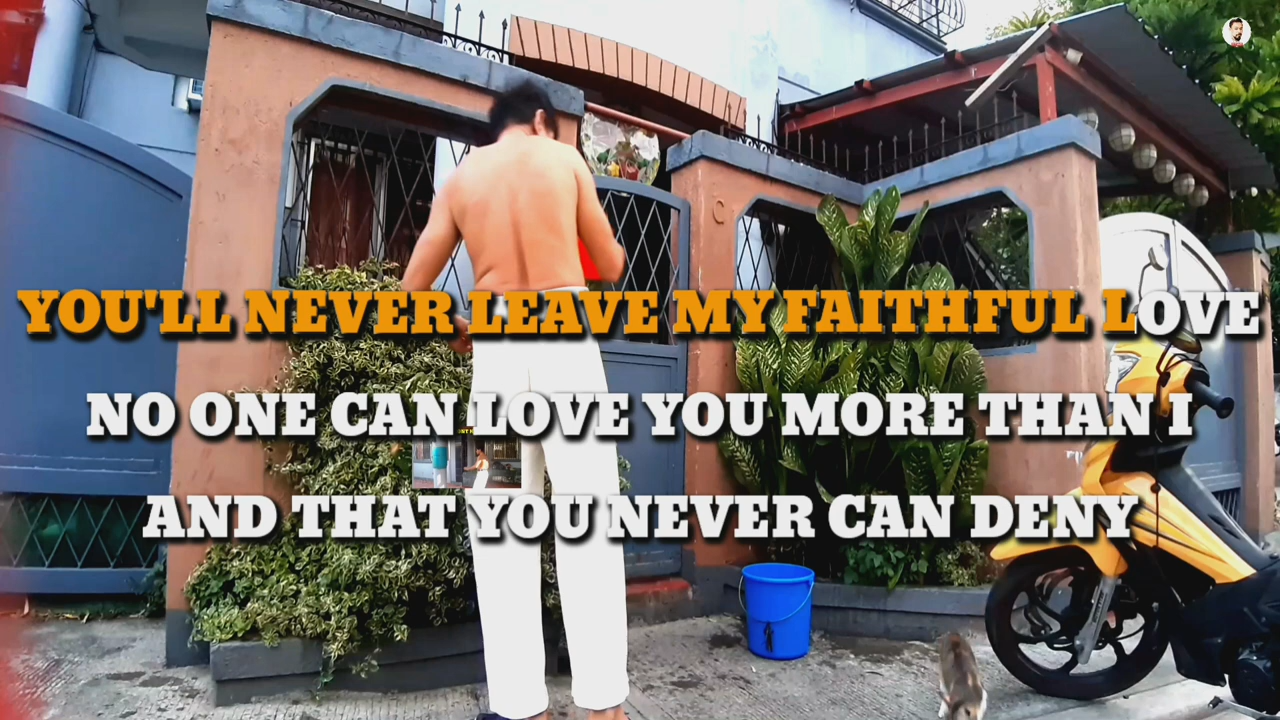 YOU'LL NEVER LEAVE MY FAITHFUL LOVE
NO ONE CAN LOVE YOU MORE THAN I
AND THAT YOU NEVER CAN DENY